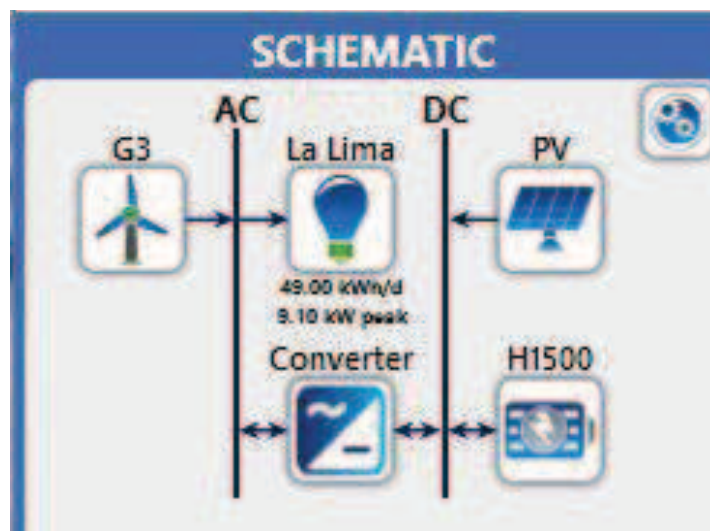 SCHEMATIC
AC
DC
G3
La Lima
PV
49.00 kWh/d
9.10 kW peak
Converter
H1500